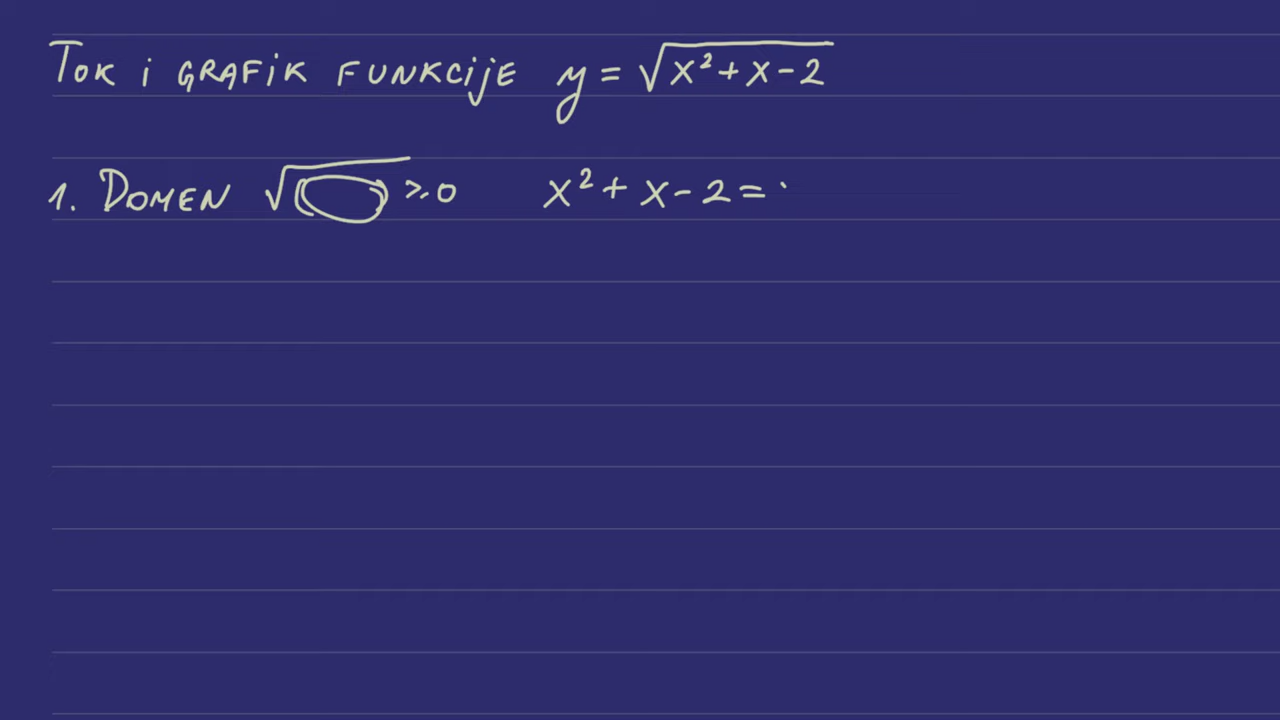 Tok i GRAFiK FUNKCijE y = √(x² + x - 2)
1. DOMEN √( ) ≥ 0 x² + x - 2 =